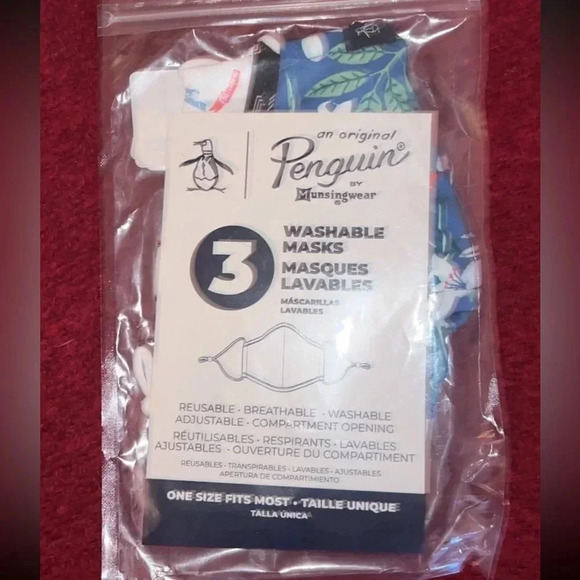 an original
Penguin®
BY
Munsingwear®
3
WASHABLE
MASKS
MASQUES
LAVABLES
MÁSCARILLAS
LAVABLES
REUSABLE • BREATHABLE • WASHABLE
ADJUSTABLE • COMPARTMENT OPENING
RÉUTILISABLES • RESPIRANTS • LAVABLES
AJUSTABLES • OUVERTURE DU COMPARTIMENT
REUSABLES • TRANSPIRABLES • LAVABLES • AJUSTABLES
APERTURA DE COMPARTIMIENTO
ONE SIZE FITS MOST • TAILLE UNIQUE
TALLA ÚNICA